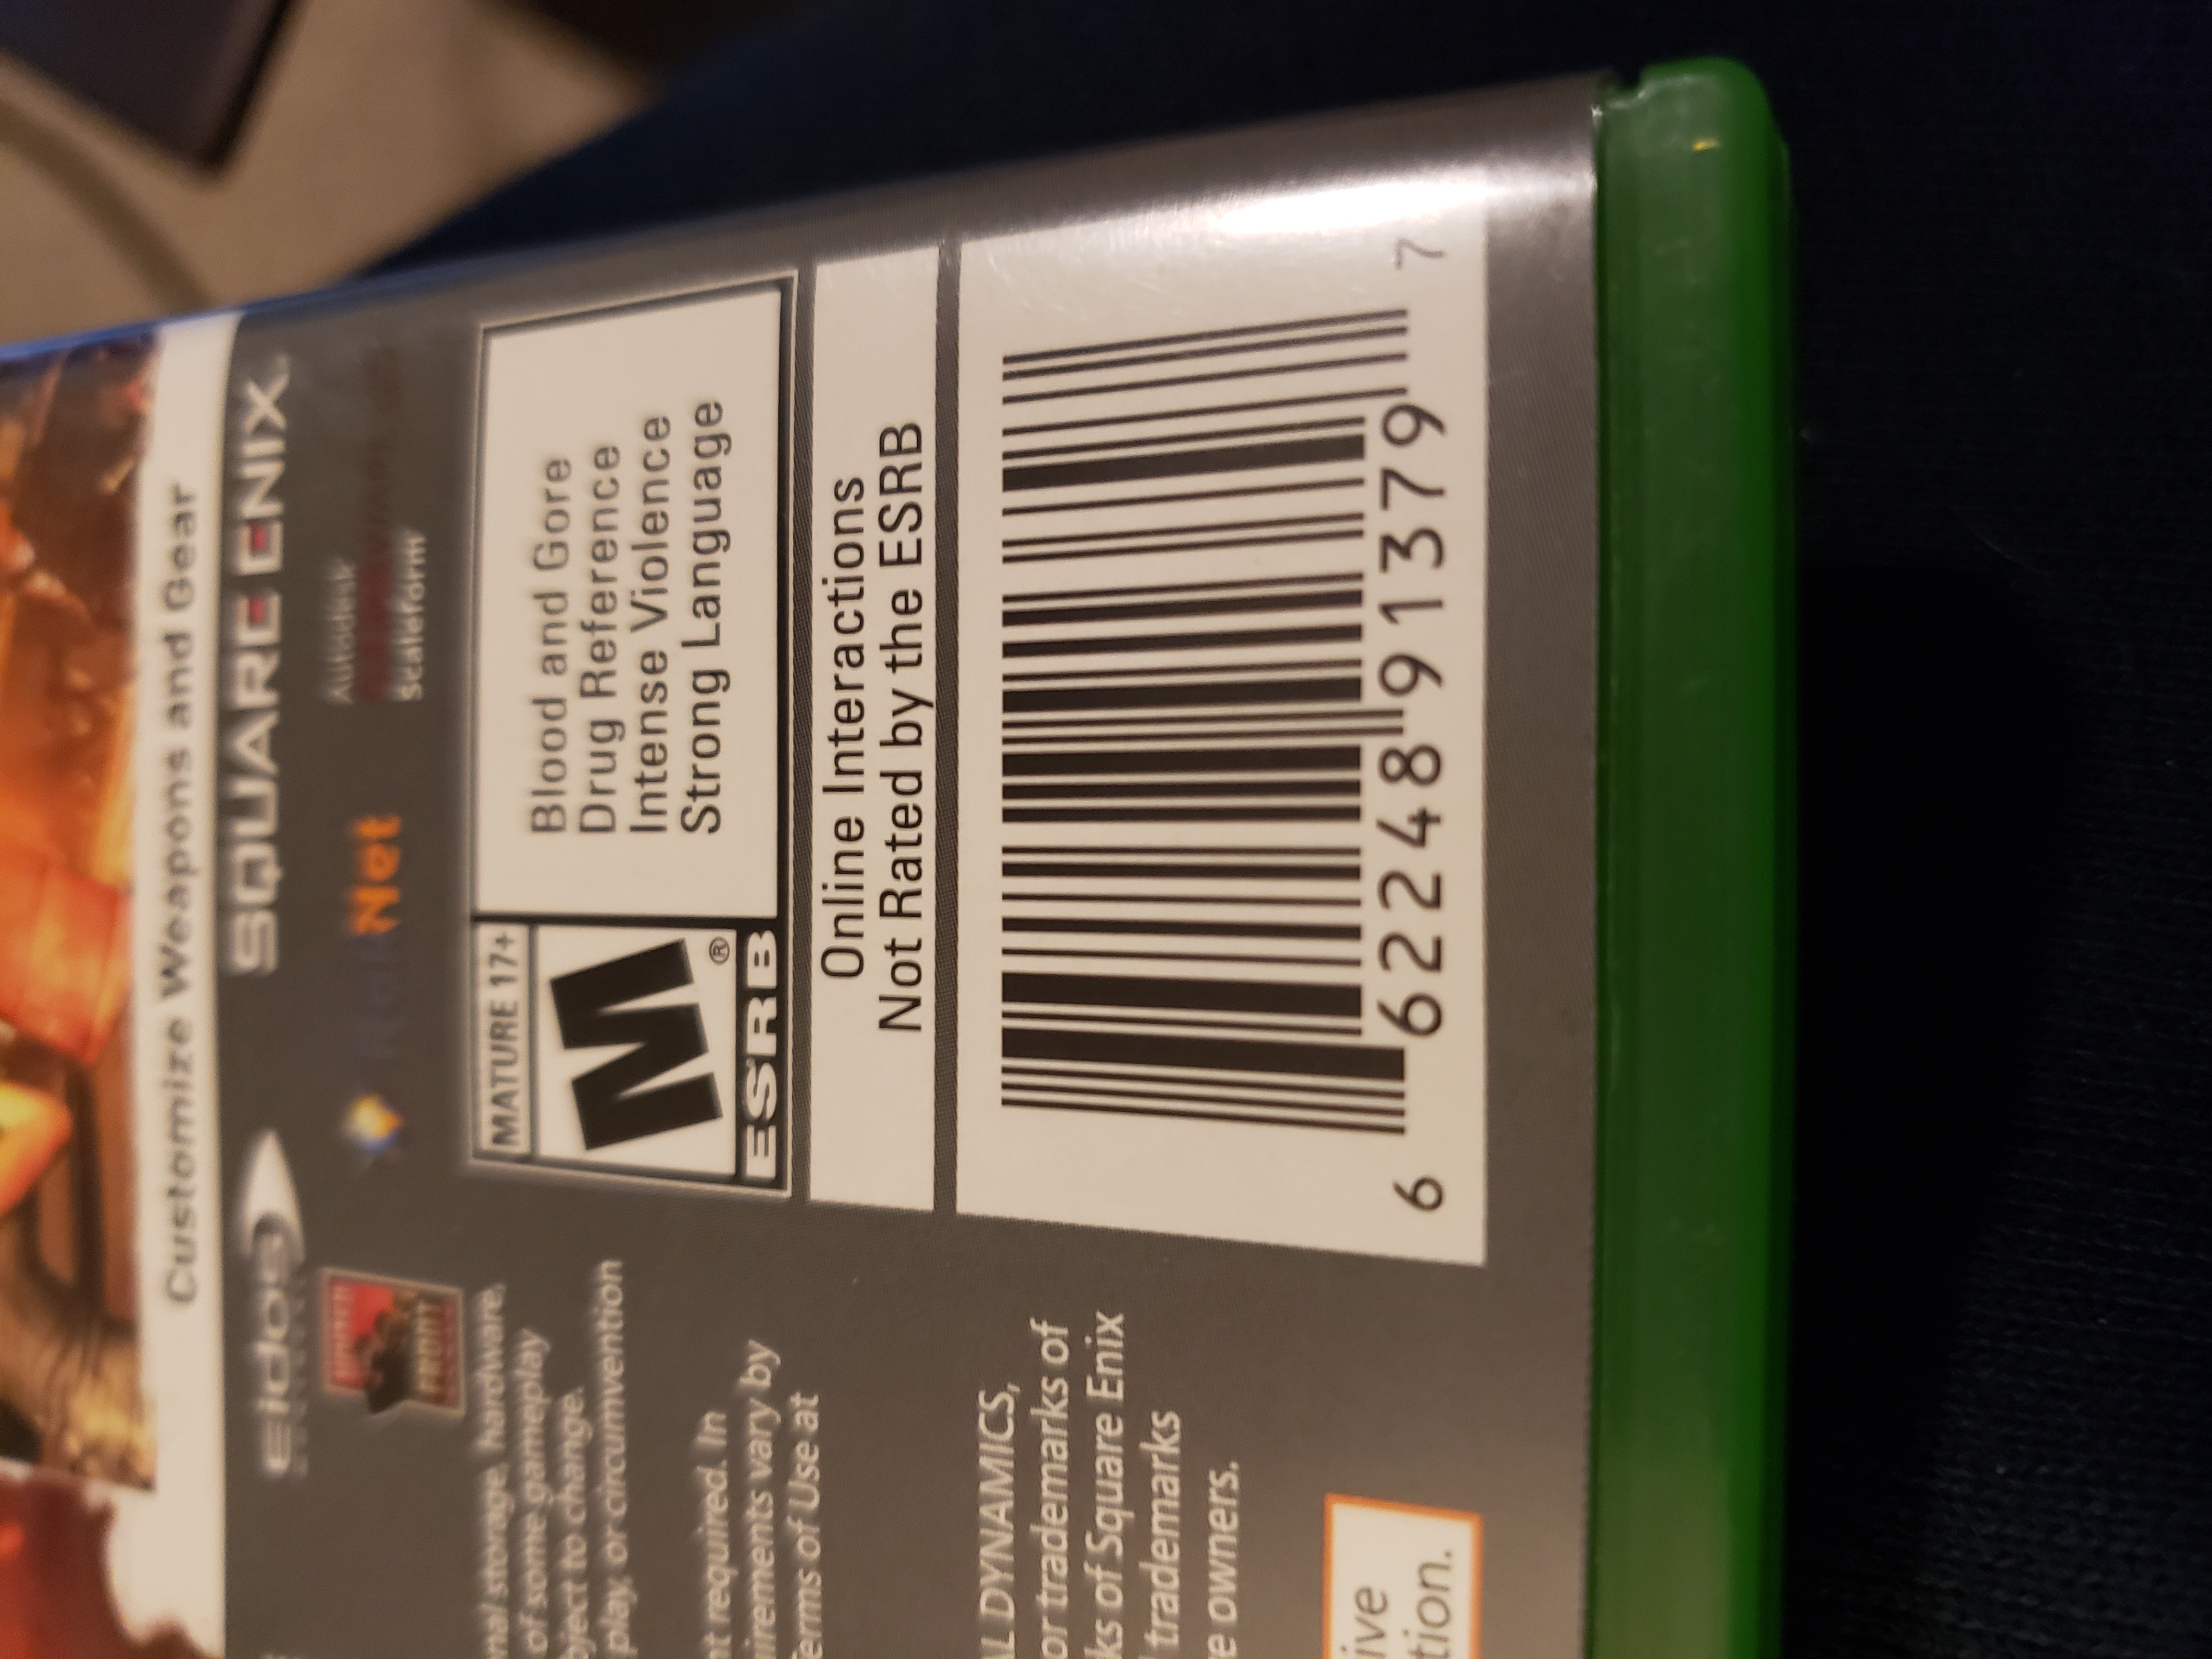 Customize Weapons and Gear
eidos
SQUARE ENIX
FRONT
RakNet
Autodesk
Scaleform
nal storage, hardware,
of some gameplay
bject to change.
play, or circumvention
nt required. In
uirements vary by
Terms of Use at
MATURE 17+
M ®
ESRB
Blood and Gore
Drug Reference
Intense Violence
Strong Language
Online Interactions
Not Rated by the ESRB
AL DYNAMICS,
or trademarks of
ks of Square Enix
trademarks
e owners.
ive
tion.
6 62248 91379 7